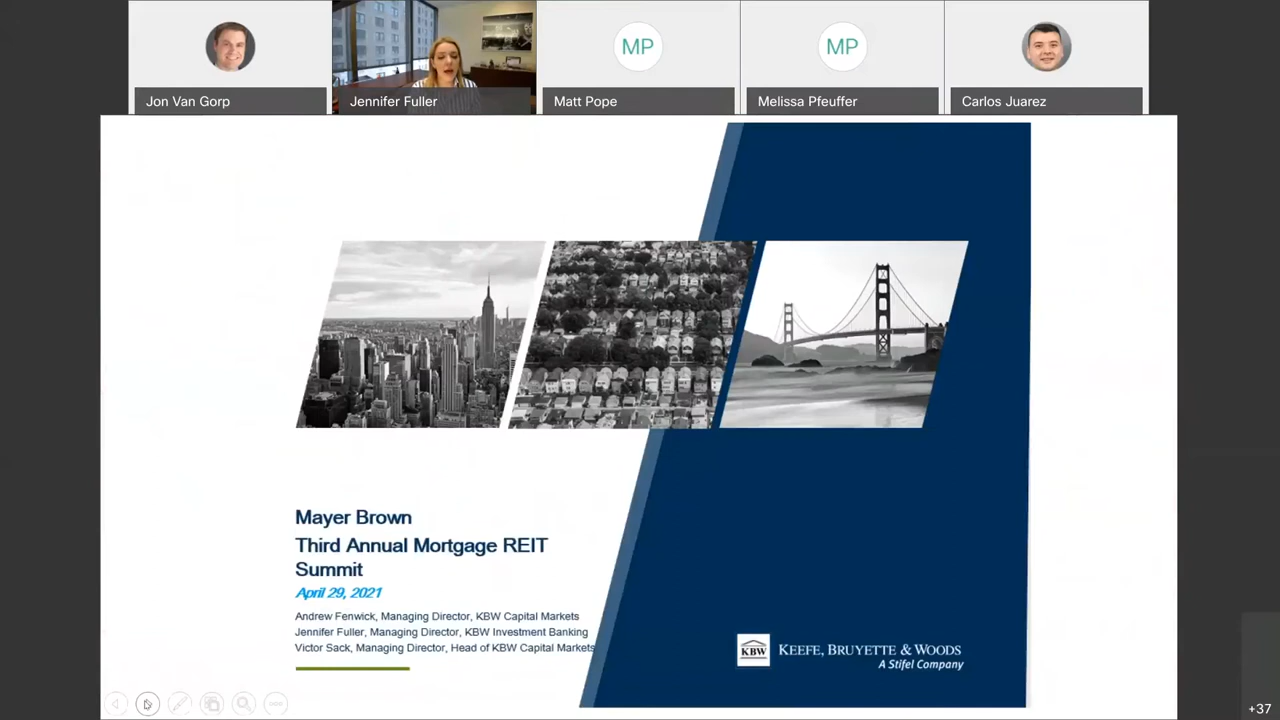 MP
MP
Jon Van Gorp
Jennifer Fuller
Matt Pope
Melissa Pfeuffer
Carlos Juarez
Mayer Brown
Third Annual Mortgage REIT
Summit
April 29, 2021
Andrew Fenwick, Managing Director, KBW Capital Markets
Jennifer Fuller, Managing Director, KBW Investment Banking
Victor Sack, Managing Director, Head of KBW Capital Markets
KBW
KEEFE, BRUYETTE & WOODS
A Stifel Company
+37